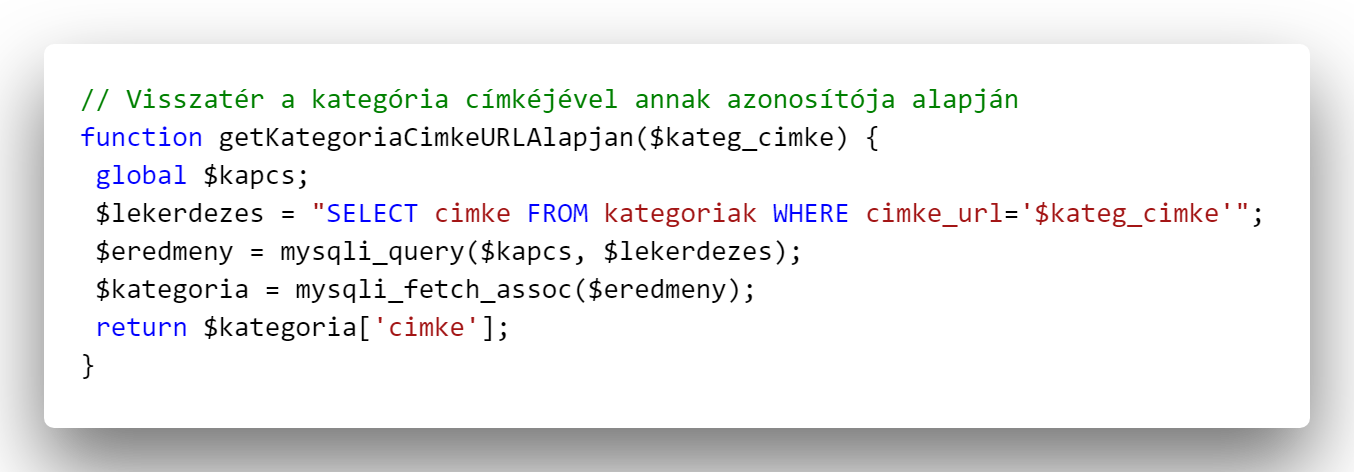 // Visszatér a kategória címkéjével annak azonosítója alapján
function getKategoriaCimkeURLAlapjan($kateg_cimke) {
 global $kapcs;
 $lekerdezes = "SELECT cimke FROM kategoriak WHERE cimke_url='$kateg_cimke'";
 $eredmeny = mysqli_query($kapcs, $lekerdezes);
 $kategoria = mysqli_fetch_assoc($eredmeny);
 return $kategoria['cimke'];
}